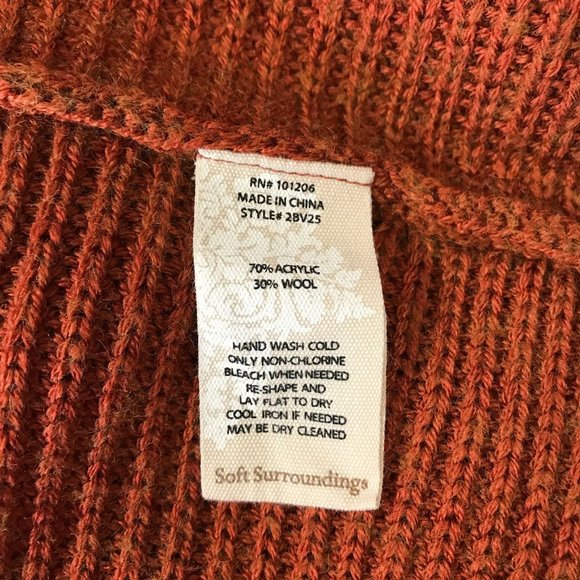 RN# 101206
MADE IN CHINA
STYLE# 2BV25
70% ACRYLIC
30% WOOL
HAND WASH COLD
ONLY NON-CHLORINE
BLEACH WHEN NEEDED
RE-SHAPE AND
LAY FLAT TO DRY
COOL IRON IF NEEDED
MAY BE DRY CLEANED
Soft Surroundings